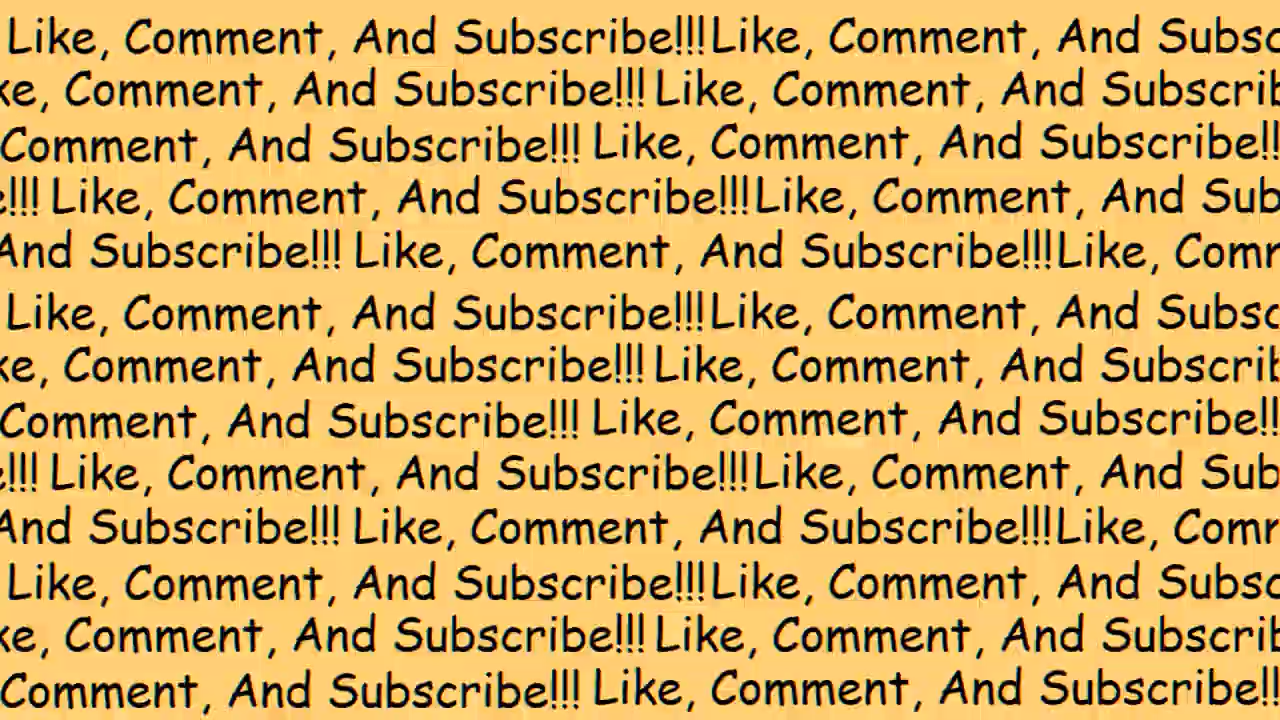 Like, Comment, And Subscribe!!!Like, Comment, And Subsc
ke, Comment, And Subscribe!!! Like, Comment, And Subscrib
Comment, And Subscribe!!! Like, Comment, And Subscribe!!
e!!! Like, Comment, And Subscribe!!!Like, Comment, And Sub
And Subscribe!!! Like, Comment, And Subscribe!!!Like, Comm
Like, Comment, And Subscribe!!!Like, Comment, And Subsc
ke, Comment, And Subscribe!!! Like, Comment, And Subscrib
Comment, And Subscribe!!! Like, Comment, And Subscribe!!
e!!! Like, Comment, And Subscribe!!!Like, Comment, And Sub
And Subscribe!!! Like, Comment, And Subscribe!!!Like, Comm
Like, Comment, And Subscribe!!!Like, Comment, And Subsc
ke, Comment, And Subscribe!!! Like, Comment, And Subscrib
Comment, And Subscribe!!! Like, Comment, And Subscribe!!